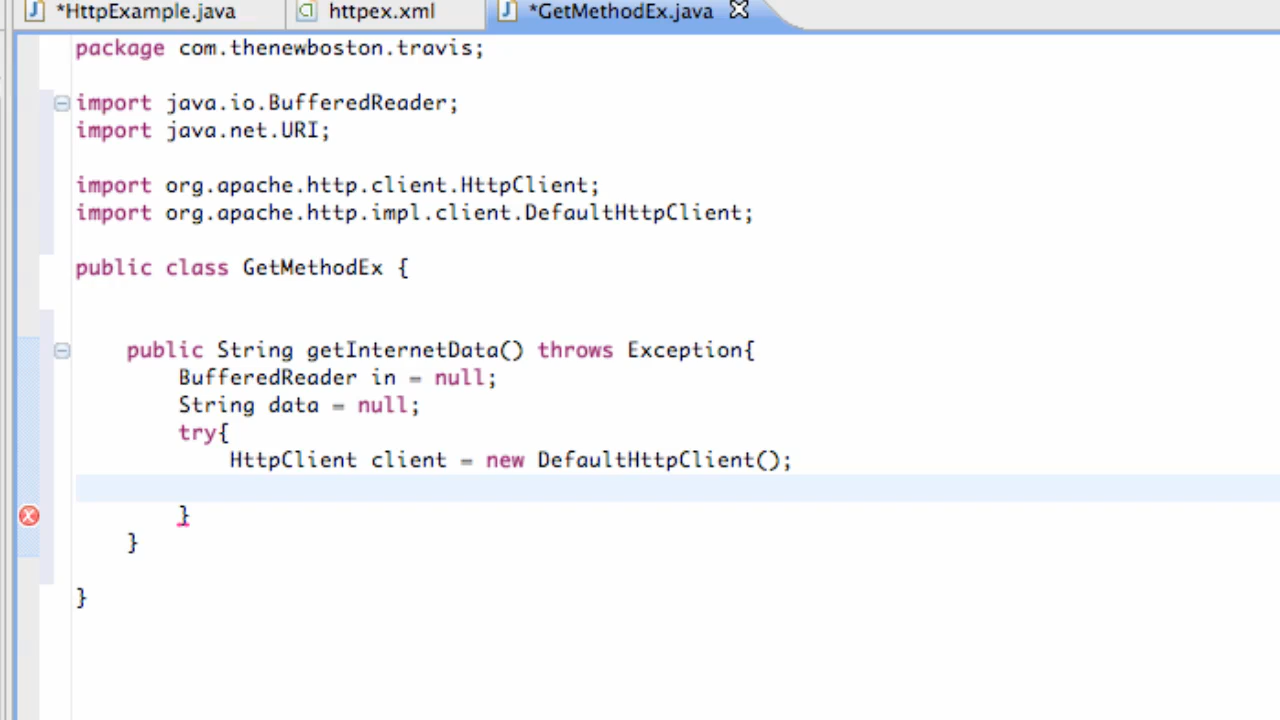 *HttpExample.java httpex.xml *GetMethodEx.java
package com.thenewboston.travis;
import java.io.BufferedReader;
import java.net.URI;
import org.apache.http.client.HttpClient;
import org.apache.http.impl.client.DefaultHttpClient;
public class GetMethodEx {
public String getInternetData() throws Exception{
BufferedReader in = null;
String data = null;
try{
HttpClient client = new DefaultHttpClient();
}
}
}